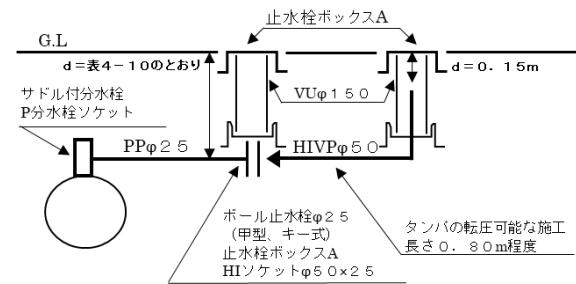 止水栓ボックスA
G.L
d=表4-10のとおり
d=0.15m
サドル付分水栓
P分水栓ソケット
VUφ150
PPφ25
HIVPφ50
ボール止水栓φ25
(甲型、キー式)
止水栓ボックスA
HIソケットφ50×25
タンパの転圧可能な施工
長さ0.80m程度